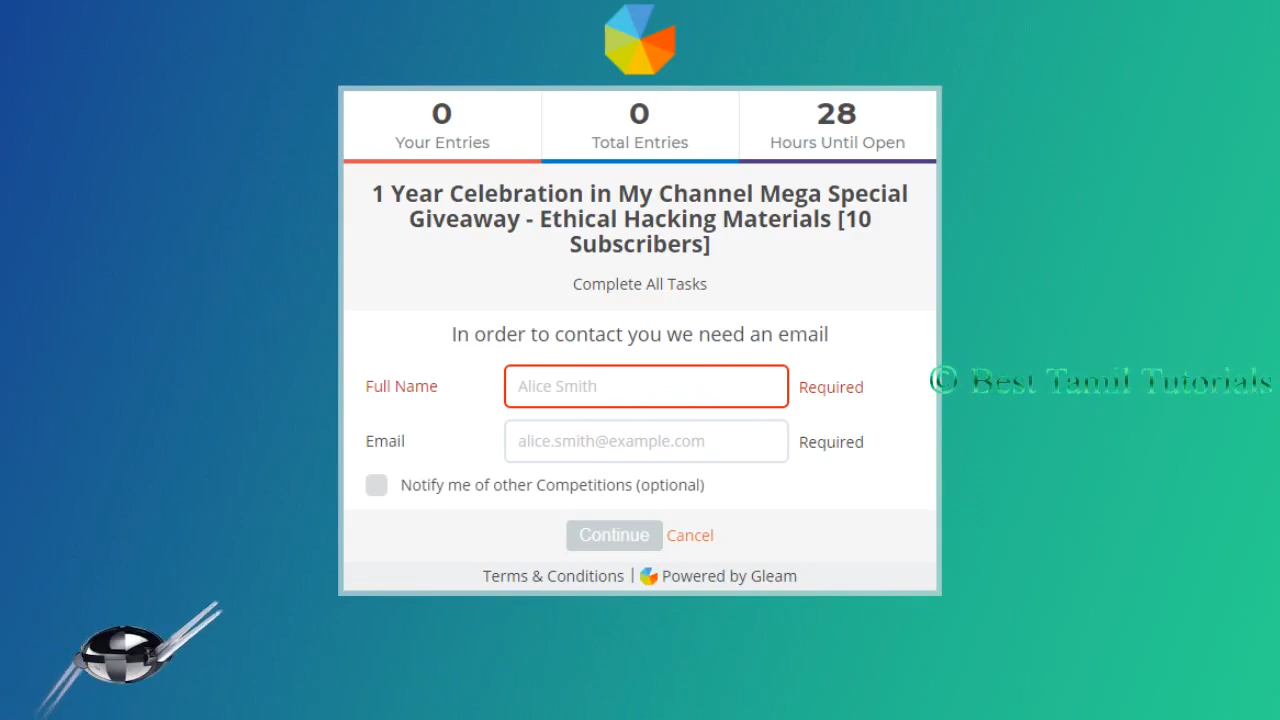 0
Your Entries
0
Total Entries
28
Hours Until Open
1 Year Celebration in My Channel Mega Special
Giveaway - Ethical Hacking Materials [10
Subscribers]
Complete All Tasks
In order to contact you we need an email
Full Name
Alice Smith
Required
© Best Tamil Tutorials
Email
alice.smith@example.com
Required
Notify me of other Competitions (optional)
Continue Cancel
Terms & Conditions | Powered by Gleam